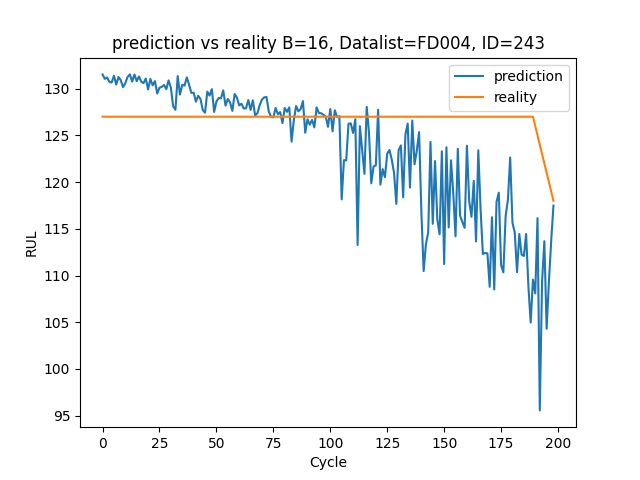 prediction vs reality B=16, Datalist=FD004, ID=243
prediction
reality
RUL
130
125
120
115
110
105
100
95
0 25 50 75 100 125 150 175 200
Cycle